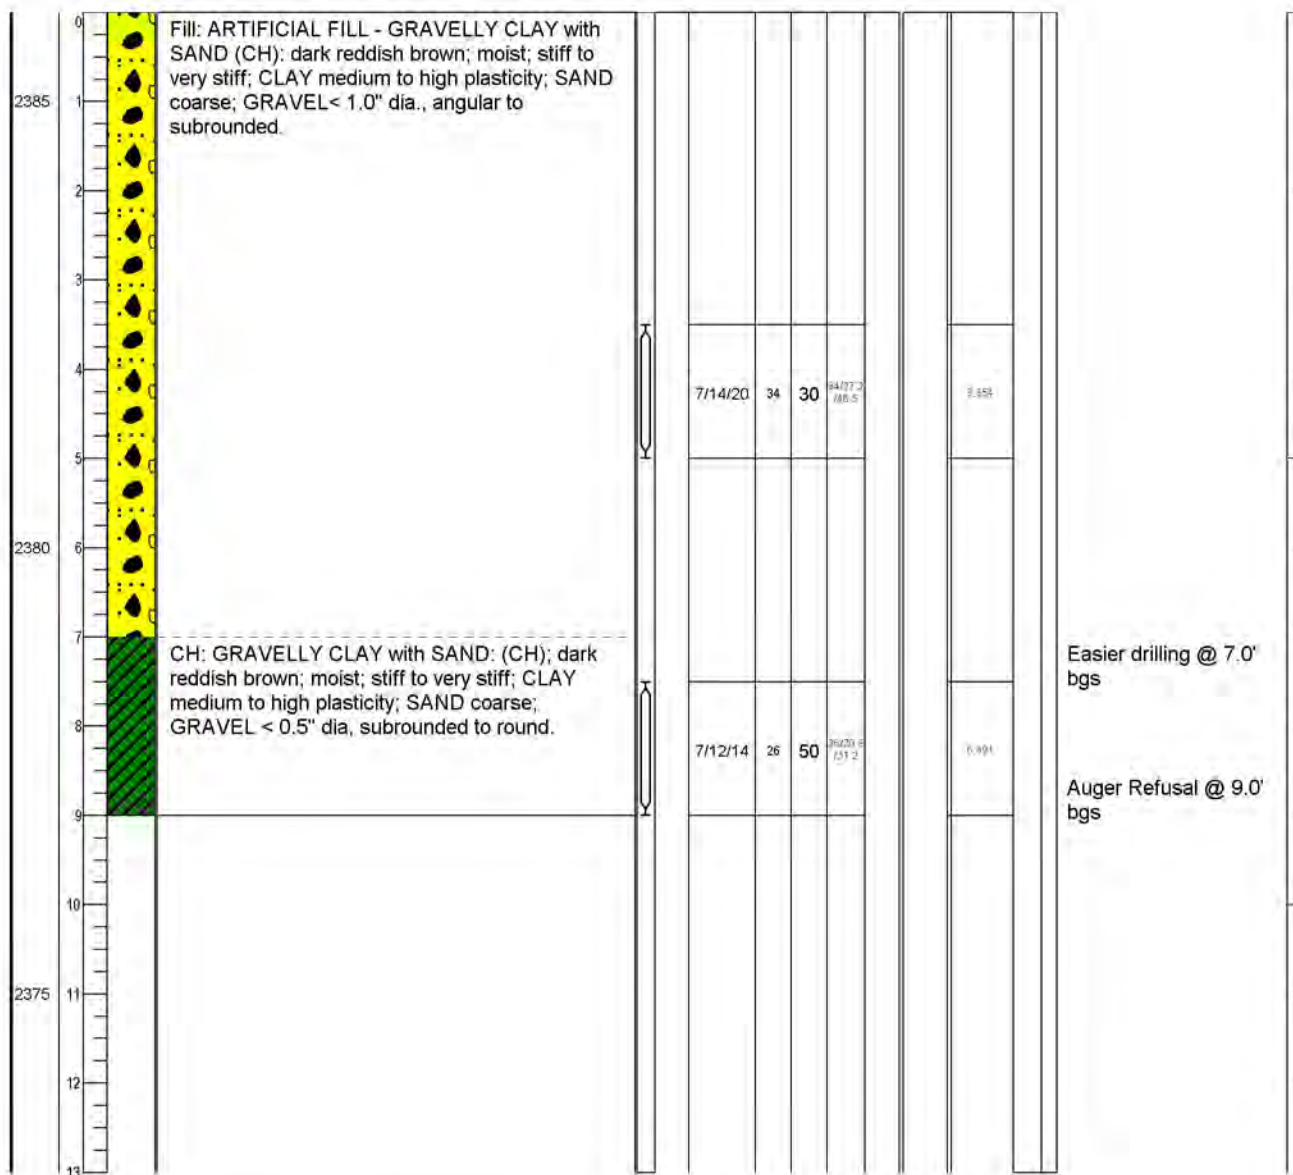 0
Fill: ARTIFICIAL FILL - GRAVELLY CLAY with
SAND (CH): dark reddish brown; moist; stiff to
very stiff; CLAY medium to high plasticity; SAND
coarse; GRAVEL< 1.0" dia., angular to
subrounded.
2385
1
2
3
4
7/14/20
34
30
5
2380
6
7
CH: GRAVELLY CLAY with SAND: (CH); dark
reddish brown; moist; stiff to very stiff; CLAY
medium to high plasticity; SAND coarse;
GRAVEL < 0.5" dia, subrounded to round.
Easier drilling @ 7.0'
bgs
8
7/12/14
26
50
Auger Refusal @ 9.0'
bgs
9
10
2375
11
12
13